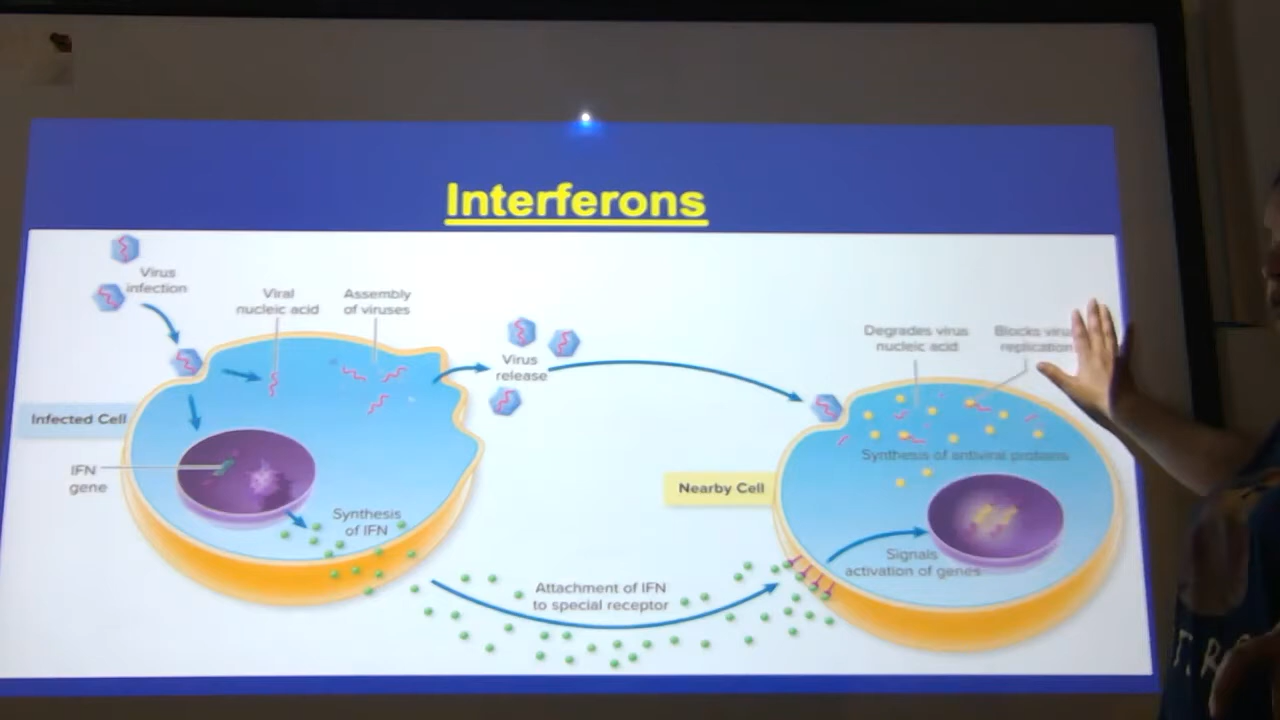 Interferons
Virus
infection
Viral
nucleic acid
Assembly
of viruses
Virus
release
Infected Cell
IFN
gene
Synthesis
of IFN
Attachment of IFN
to special receptor
Degrades virus
nucleic acid
Blocks
replication
Synthesis of antiviral proteins
Nearby Cell
Signals
activation of genes